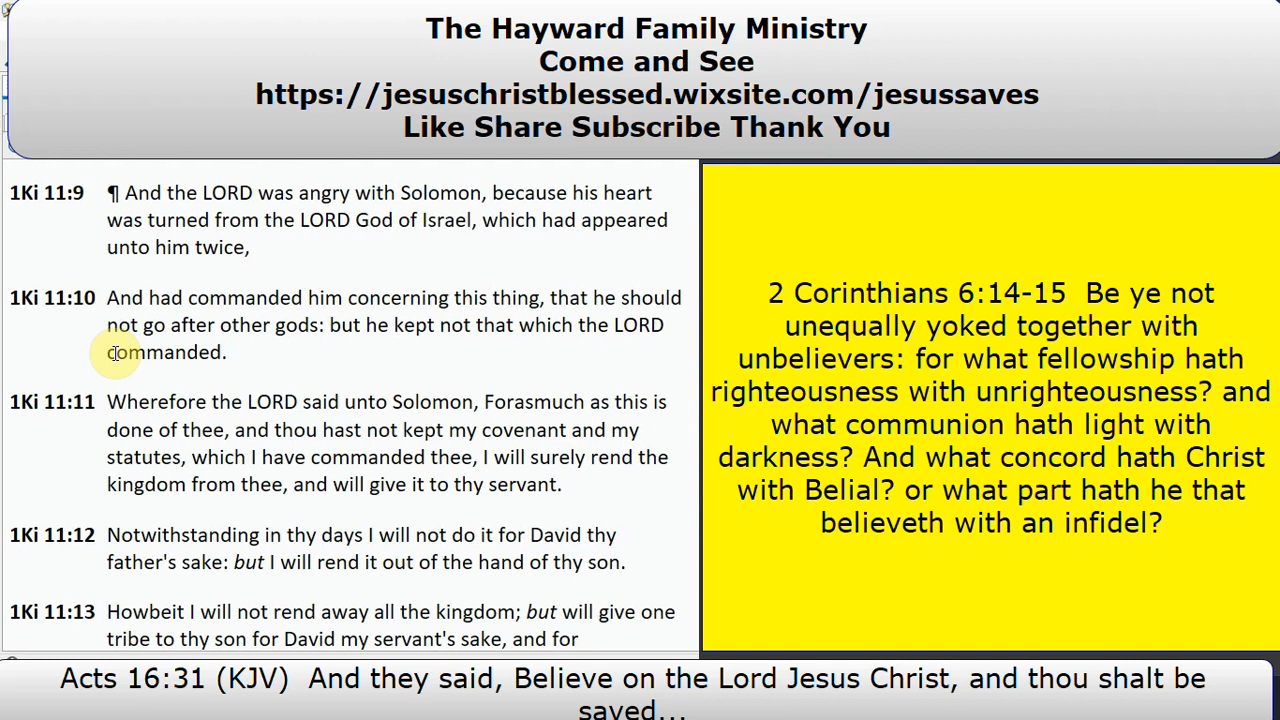 The Hayward Family Ministry
Come and See
https://jesuschristblessed.wixsite.com/jesussaves
Like Share Subscribe Thank You
1Ki 11:9 ¶ And the LORD was angry with Solomon, because his heart
was turned from the LORD God of Israel, which had appeared
unto him twice,
1Ki 11:10 And had commanded him concerning this thing, that he should
not go after other gods: but he kept not that which the LORD
commanded.
1Ki 11:11 Wherefore the LORD said unto Solomon, Forasmuch as this is
done of thee, and thou hast not kept my covenant and my
statutes, which I have commanded thee, I will surely rend the
kingdom from thee, and will give it to thy servant.
1Ki 11:12 Notwithstanding in thy days I will not do it for David thy
father's sake: but I will rend it out of the hand of thy son.
1Ki 11:13 Howbeit I will not rend away all the kingdom; but will give one
tribe to thy son for David my servant's sake, and for
2 Corinthians 6:14-15 Be ye not
unequally yoked together with
unbelievers: for what fellowship hath
righteousness with unrighteousness? and
what communion hath light with
darkness? And what concord hath Christ
with Belial? or what part hath he that
believeth with an infidel?
Acts 16:31 (KJV) And they said, Believe on the Lord Jesus Christ, and thou shalt be
saved...